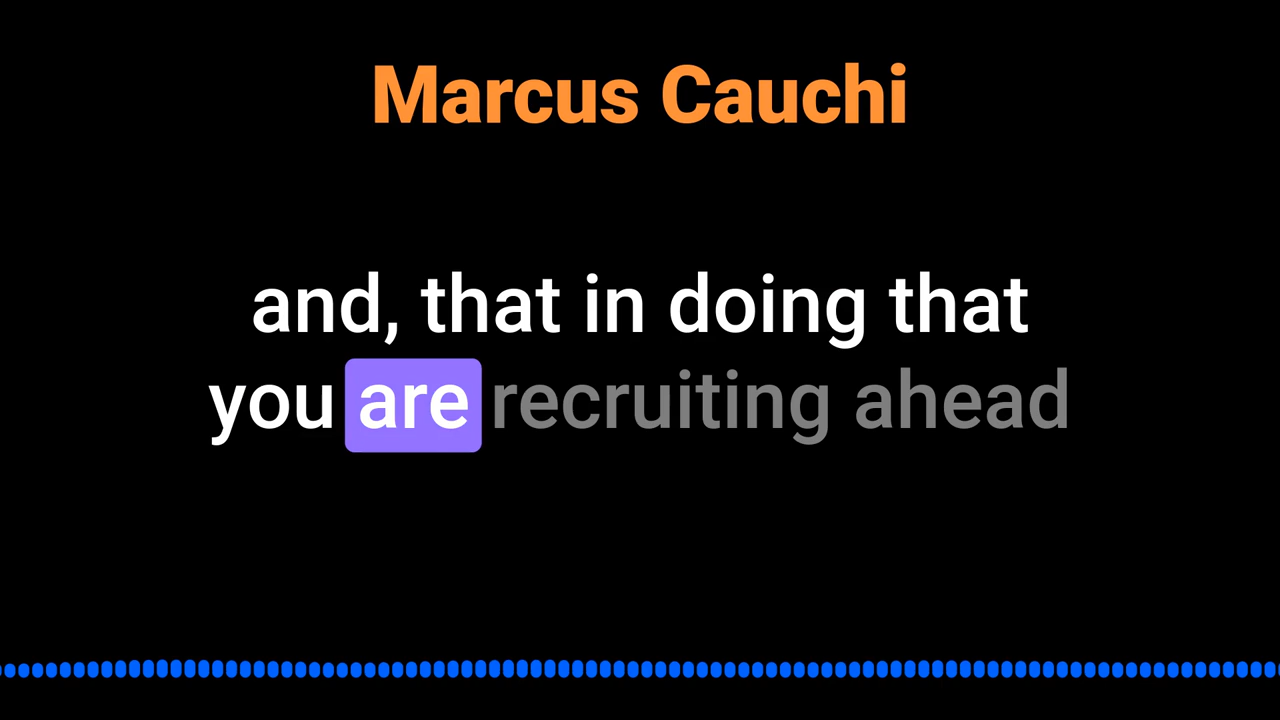 Marcus Cauchi
and, that in doing that
you are recruiting ahead